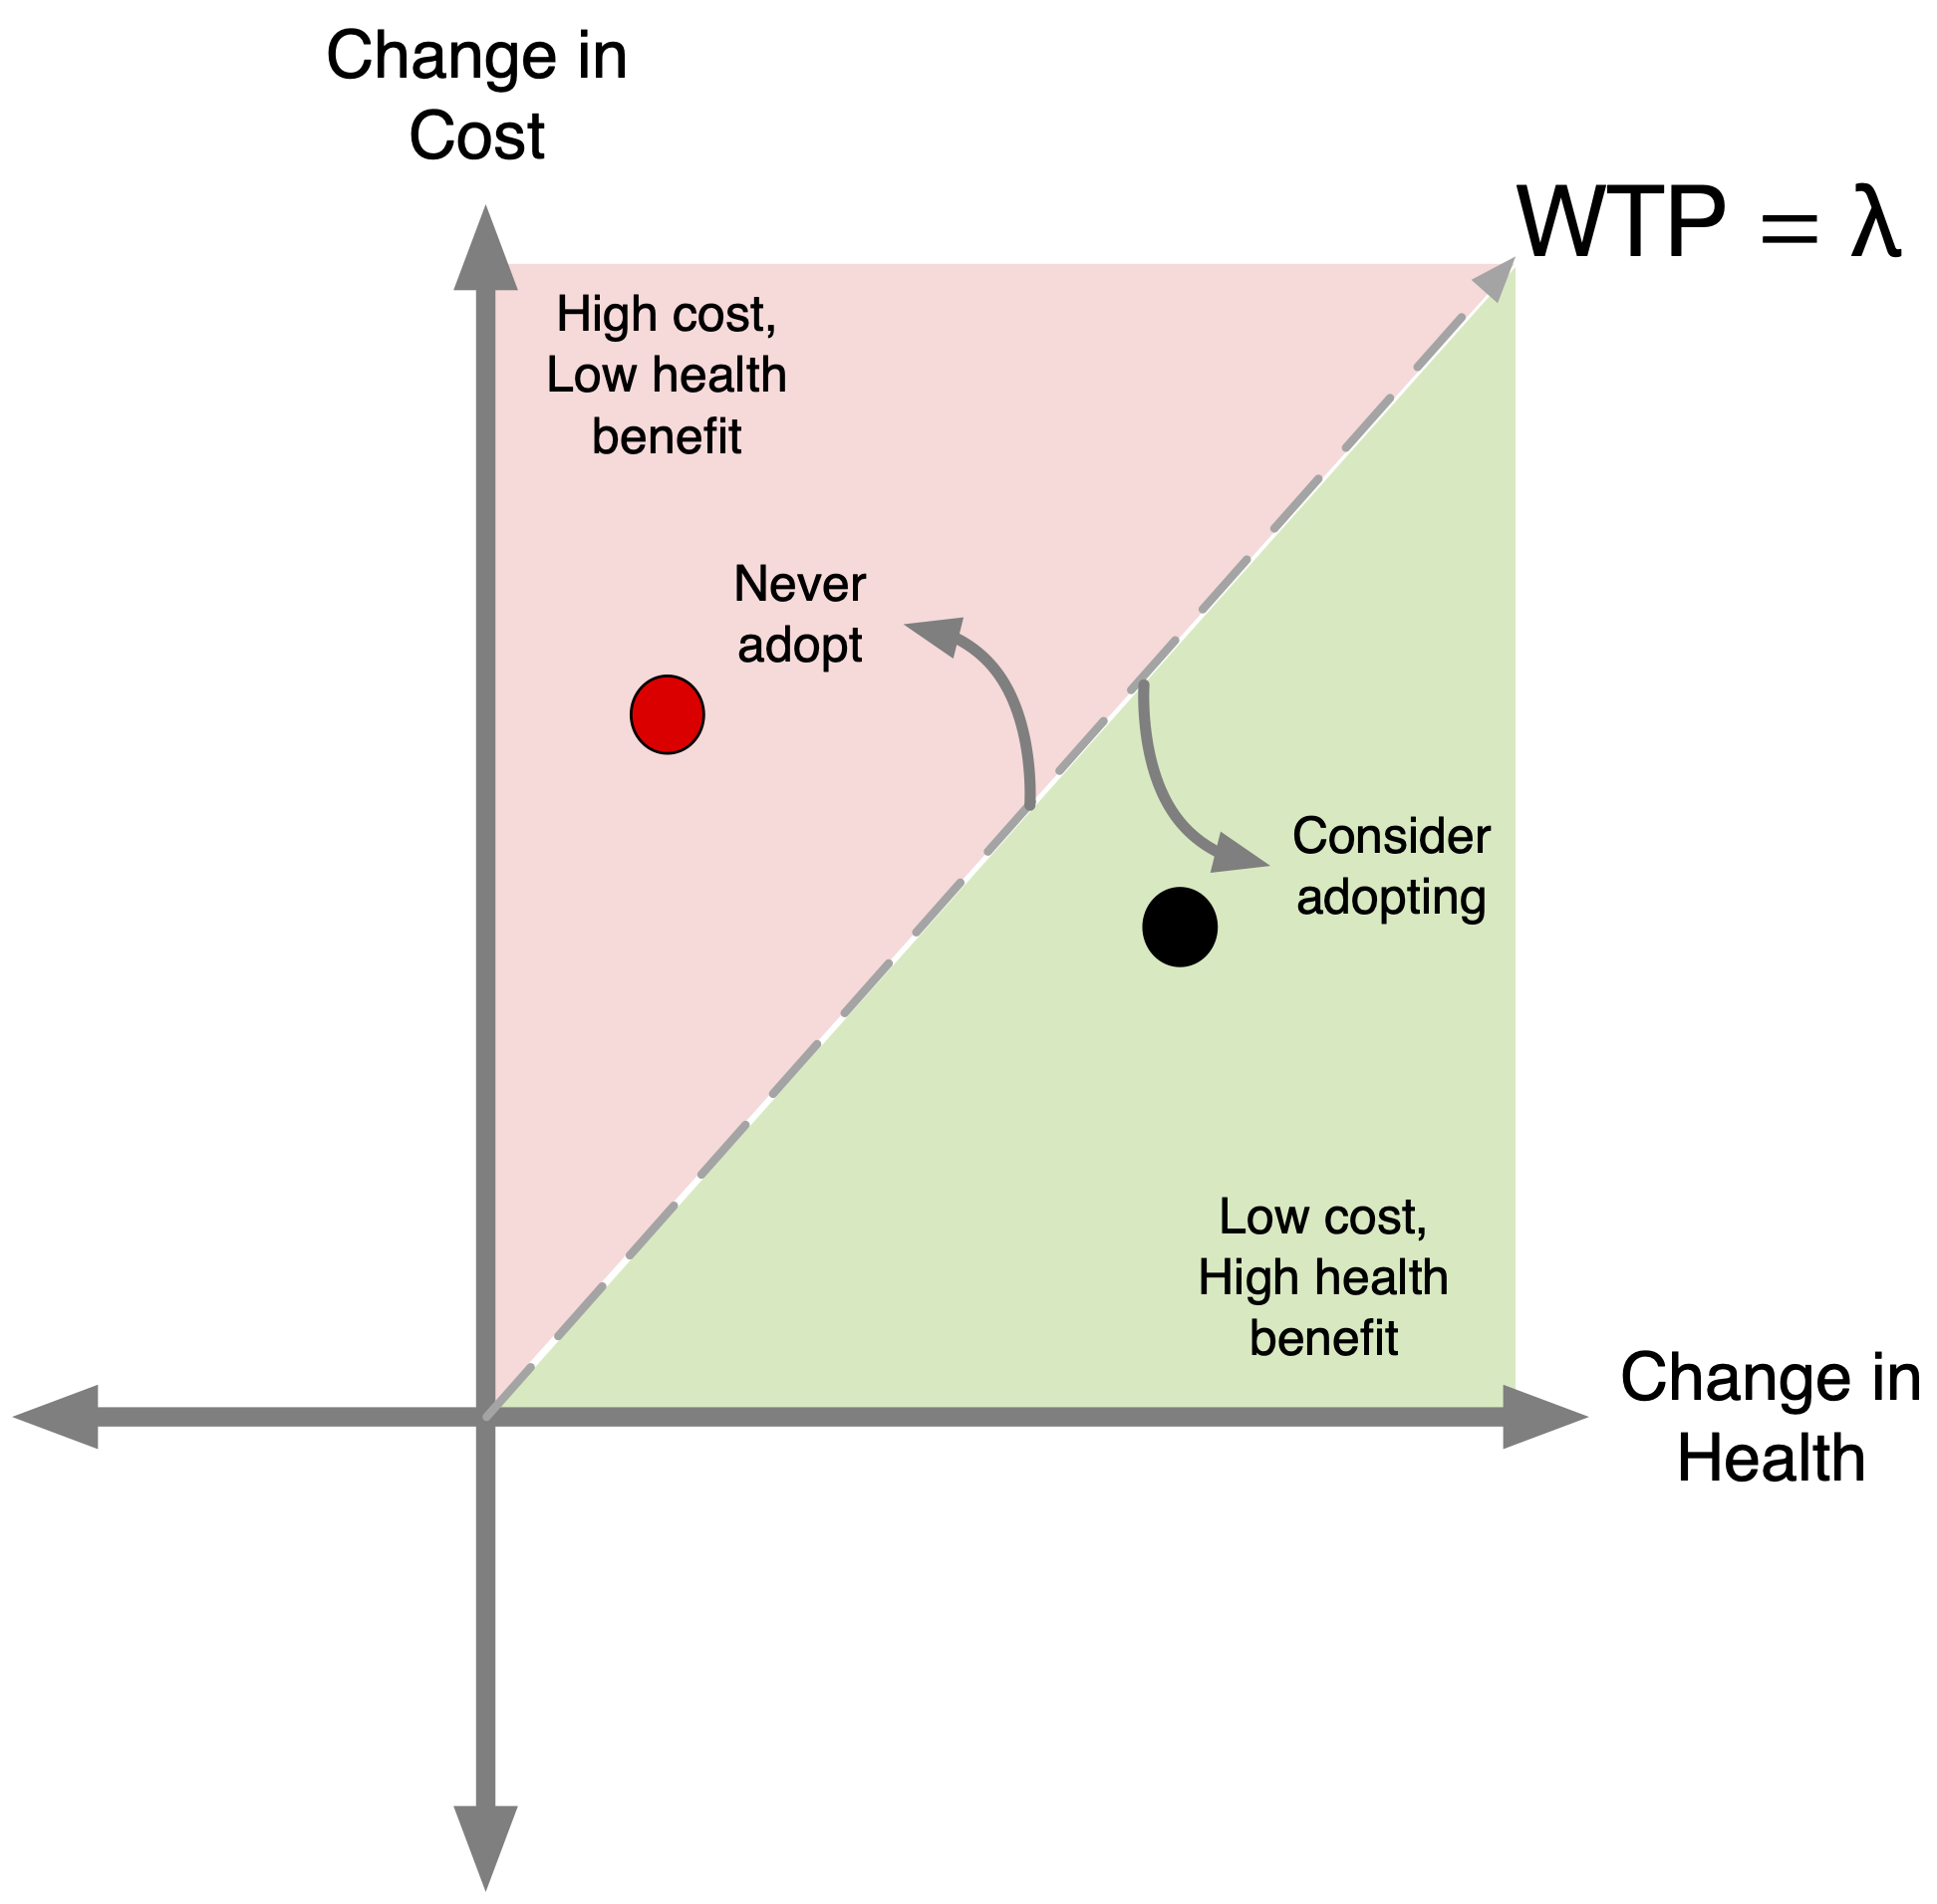 Change in
Cost
WTP = λ
High cost,
Low health
benefit
Never
adopt
Consider
adopting
Low cost,
High health
benefit
Change in
Health